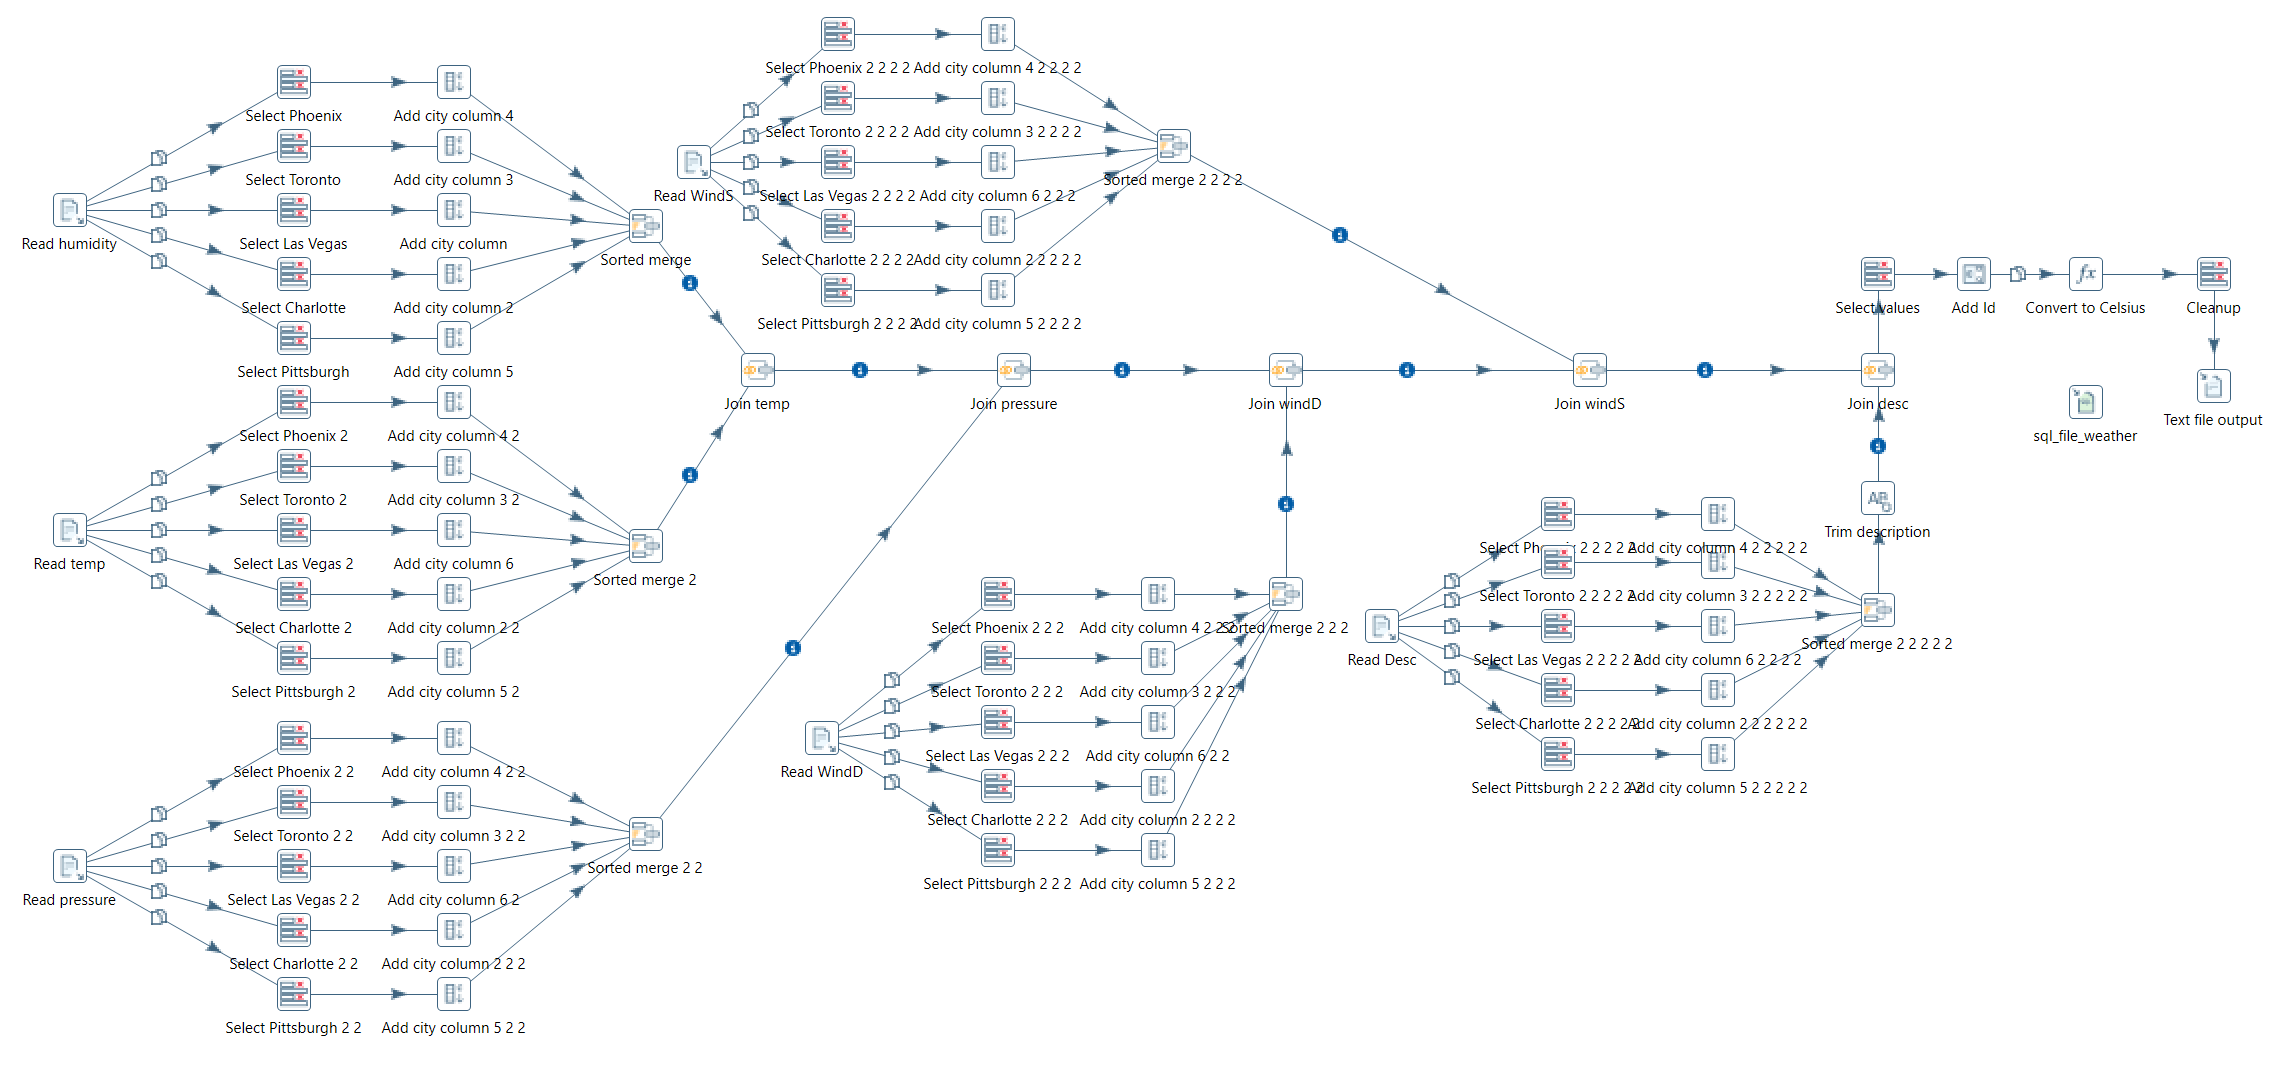 Select Phoenix
Add city column 4
Select Toronto
Add city column 3
Read humidity
Select Las Vegas
Add city column
Sorted merge
Select Charlotte
Add city column 2
Select Pittsburgh
Add city column 5
Select Phoenix 2
Add city column 4 2
Select Toronto 2
Add city column 3 2
Read temp
Select Las Vegas 2
Add city column 6
Sorted merge 2
Select Charlotte 2
Add city column 2 2
Select Pittsburgh 2
Add city column 5 2
Select Phoenix 2 2
Add city column 4 2 2
Select Toronto 2 2
Add city column 3 2 2
Read pressure
Select Las Vegas 2 2
Add city column 6 2
Sorted merge 2 2
Select Charlotte 2 2
Add city column 2 2 2
Select Pittsburgh 2 2
Add city column 5 2 2
Select Phoenix 2 2 2 2
Add city column 4 2 2 2 2
Select Toronto 2 2 2 2
Add city column 3 2 2 2 2
Read WindS
Select Las Vegas 2 2 2 2
Add city column 6 2 2 2
Sorted merge 2 2 2 2
Select Charlotte 2 2 2 2
Add city column 2 2 2 2 2
Select Pittsburgh 2 2 2 2
Add city column 5 2 2 2 2
Join temp
Join pressure
Join windD
Join windS
Join desc
Select values
Add Id
Convert to Celsius
Cleanup
sql_file_weather
Text file output
Select Phoenix 2 2 2
Add city column 4 2 2 2
Sorted merge 2 2 2
Select Toronto 2 2 2
Add city column 3 2 2 2
Read WindD
Select Las Vegas 2 2 2
Add city column 6 2 2
Select Charlotte 2 2 2
Add city column 2 2 2 2
Select Pittsburgh 2 2 2
Add city column 5 2 2 2
Trim description
Select Phoenix 2 2 2 2 2
Add city column 4 2 2 2 2 2
Select Toronto 2 2 2 2 2
Add city column 3 2 2 2 2 2
Read Desc
Select Las Vegas 2 2 2 2 2
Add city column 6 2 2 2 2
Sorted merge 2 2 2 2 2
Select Charlotte 2 2 2 2 2
Add city column 2 2 2 2 2 2
Select Pittsburgh 2 2 2 2 2
Add city column 5 2 2 2 2 2